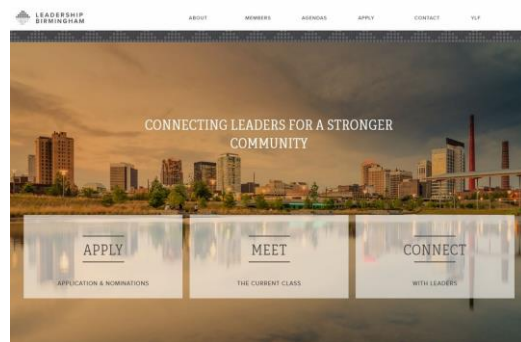 LEADERSHIP
BIRMINGHAM
ABOUT MEMBERS AGENDAS APPLY CONTACT YLP
CONNECTING LEADERS FOR A STRONGER
COMMUNITY
APPLY MEET CONNECT
APPLICATION & NOMINATIONS THE CURRENT CLASS WITH LEADERS